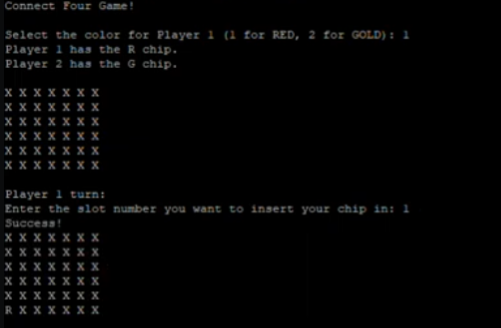 Connect Four Game!
Select the color for Player 1 (1 for RED, 2 for GOLD): 1
Player 1 has the R chip.
Player 2 has the G chip.
X X X X X X X
X X X X X X X
X X X X X X X
X X X X X X X
X X X X X X X
X X X X X X X
Player 1 turn:
Enter the slot number you want to insert your chip in: 1
Success!
X X X X X X X
X X X X X X X
X X X X X X X
X X X X X X X
X X X X X X X
R X X X X X X